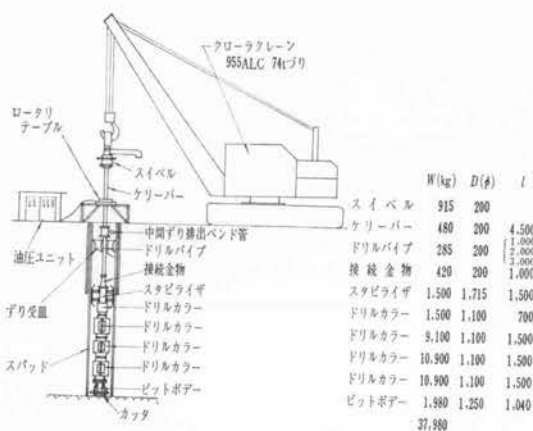 クローラクレーン
955ALC 74tづり
ロータリ
テーブル
スイベル
ケリーバー
油圧ユニット
中間ずり排出ベンド管
ドリルパイプ
接続金物
ずり受皿
スタビライザ
ドリルカラー
ドリルカラー
ドリルカラー
ドリルカラー
スパッド
ビットボデー
カッタ
W(kg) D(φ) l
スイベル 915 200
ケリーバー 480 200 4.500
ドリルパイプ 285 200 1.000
2.000
3.000
接続金物 420 200 1.000
スタビライザ 1.500 1.715 1.500
ドリルカラー 1.500 1.100 700
ドリルカラー 9.100 1.100 1.500
ドリルカラー 10.900 1.100 1.500
ドリルカラー 10.900 1.100 1.500
ビットボデー 1.980 1.250 1.040
37.980